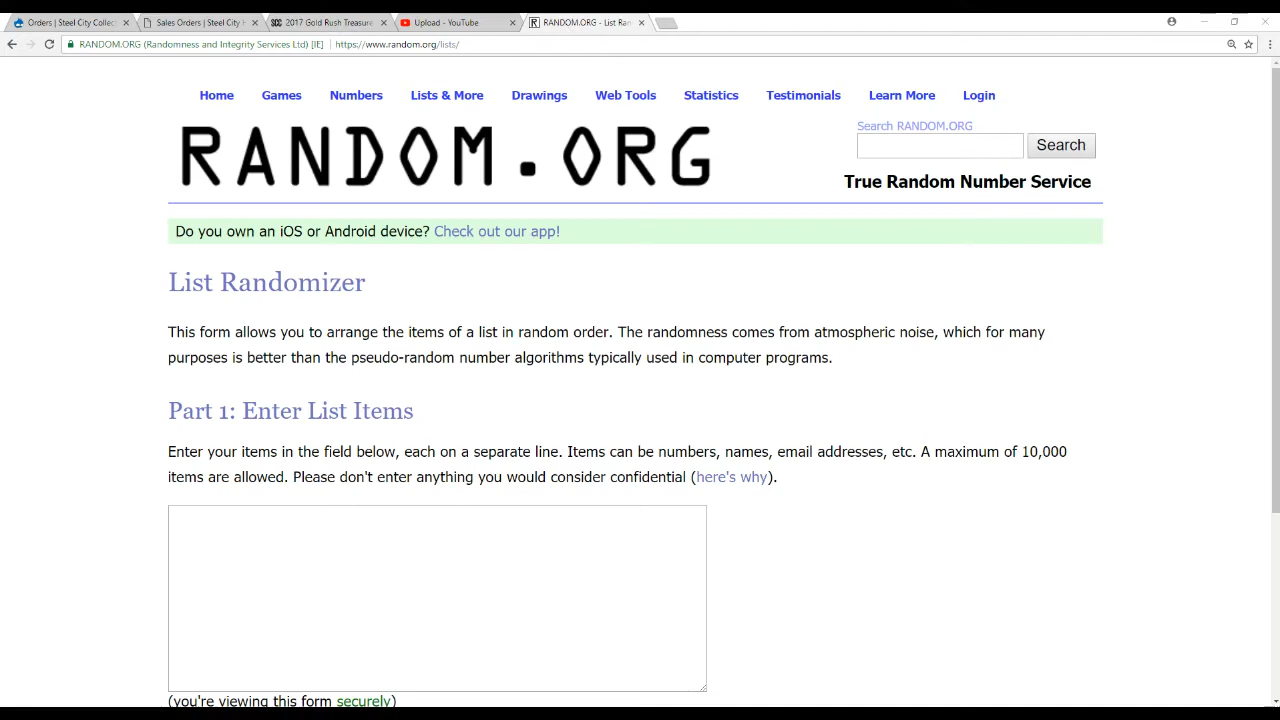 Orders | Steel City Collec
Sales Orders | Steel City H
SCC 2017 Gold Rush Treasure
Upload - YouTube
RANDOM.ORG - List Ran
RANDOM.ORG (Randomness and Integrity Services Ltd) [IE] | https://www.random.org/lists/
Home Games Numbers Lists & More Drawings Web Tools Statistics Testimonials Learn More Login
RANDOM.ORG
Search RANDOM.ORG
Search
True Random Number Service
Do you own an iOS or Android device? Check out our app!
List Randomizer
This form allows you to arrange the items of a list in random order. The randomness comes from atmospheric noise, which for many
purposes is better than the pseudo-random number algorithms typically used in computer programs.
Part 1: Enter List Items
Enter your items in the field below, each on a separate line. Items can be numbers, names, email addresses, etc. A maximum of 10,000
items are allowed. Please don't enter anything you would consider confidential (here's why).
(you're viewing this form securely)